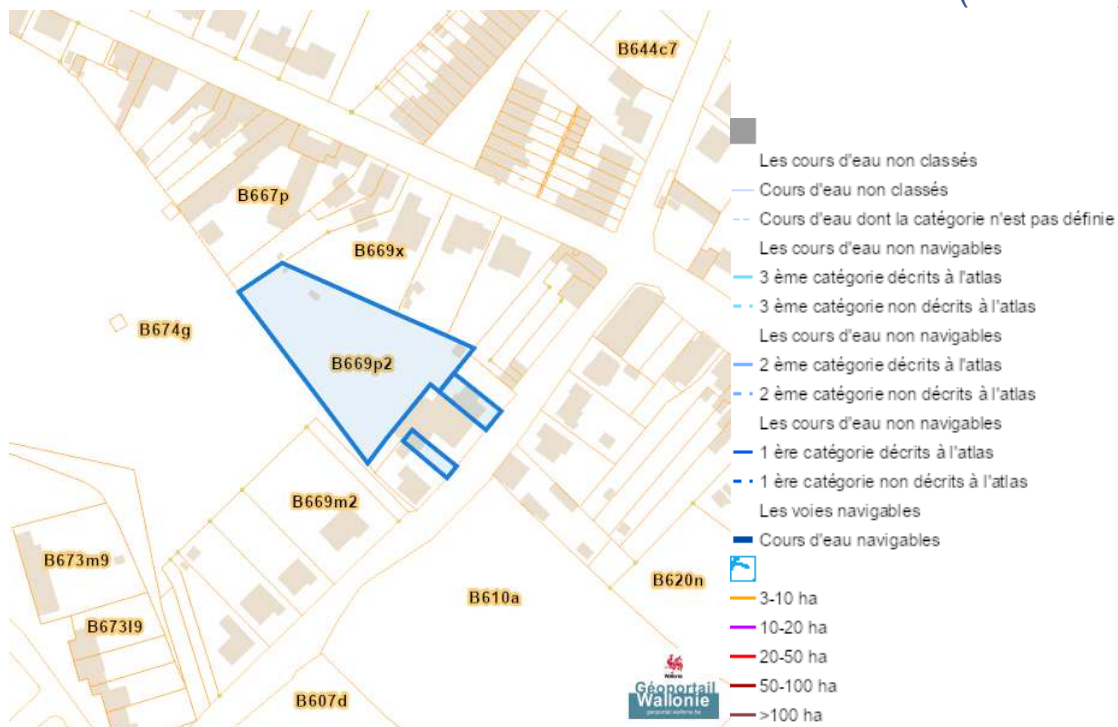 B644c7
B667p
B669x
B674g
B669p2
B669m2
B673m9
B610a
B620n
B673l9
B607d
Wallonie
Géoportail
Wallonie
Les cours d'eau non classés
Cours d'eau non classés
Cours d'eau dont la catégorie n'est pas définie
Les cours d'eau non navigables
3 ème catégorie décrits à l'atlas
3 ème catégorie non décrits à l'atlas
Les cours d'eau non navigables
2 ème catégorie décrits à l'atlas
2 ème catégorie non décrits à l'atlas
Les cours d'eau non navigables
1 ère catégorie décrits à l'atlas
1 ère catégorie non décrits à l'atlas
Les voies navigables
Cours d'eau navigables
3-10 ha
10-20 ha
20-50 ha
50-100 ha
>100 ha